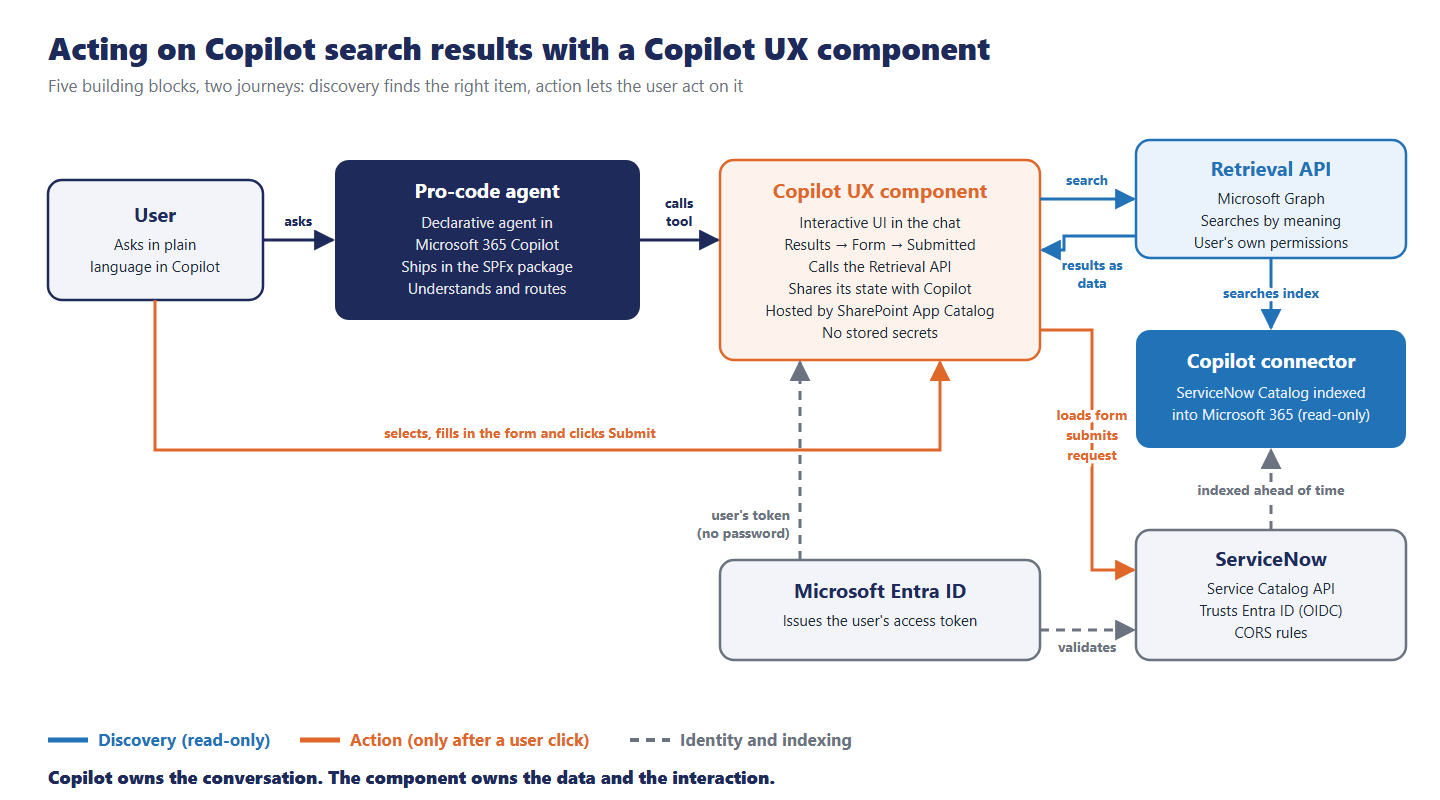 Acting on Copilot search results with a Copilot UX component
Five building blocks, two journeys: discovery finds the right item, action lets the user act on it
User
Asks in plain
language in Copilot
asks
Pro-code agent
Declarative agent in
Microsoft 365 Copilot
Ships in the SPFx package
Understands and routes
calls
tool
Copilot UX component
Interactive UI in the chat
Results → Form → Submitted
Calls the Retrieval API
Shares its state with Copilot
Hosted by SharePoint App Catalog
No stored secrets
search
results as
data
Retrieval API
Microsoft Graph
Searches by meaning
User's own permissions
searches index
Copilot connector
ServiceNow Catalog indexed
into Microsoft 365 (read-only)
selects, fills in the form and clicks Submit
loads form
submits
request
indexed ahead of time
user's token
(no password)
Microsoft Entra ID
Issues the user's access token
validates
ServiceNow
Service Catalog API
Trusts Entra ID (OIDC)
CORS rules
Discovery (read-only)
Action (only after a user click)
Identity and indexing
Copilot owns the conversation. The component owns the data and the interaction.